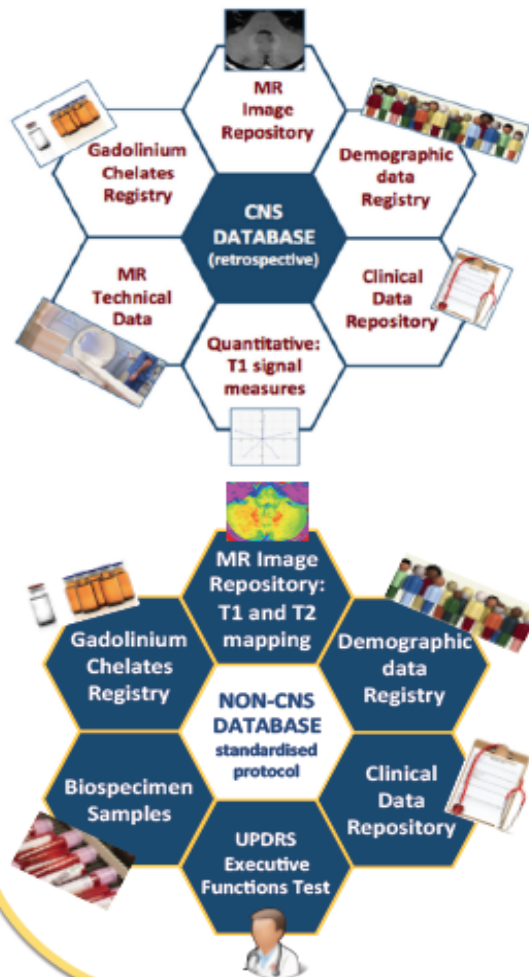 MR
Image
Repository
Gadolinium
Chelates
Registry
Demographic
data
Registry
CNS
DATABASE
(retrospective)
MR
Technical
Data
Clinical
Data
Repository
Quantitative:
T1 signal
measures
MR Image
Repository:
T1 and T2
mapping
Gadolinium
Chelates
Registry
Demographic
data
Registry
NON-CNS
DATABASE
standardised
protocol
Biospecimen
Samples
Clinical
Data
Repository
UPDRS
Executive
Functions Test